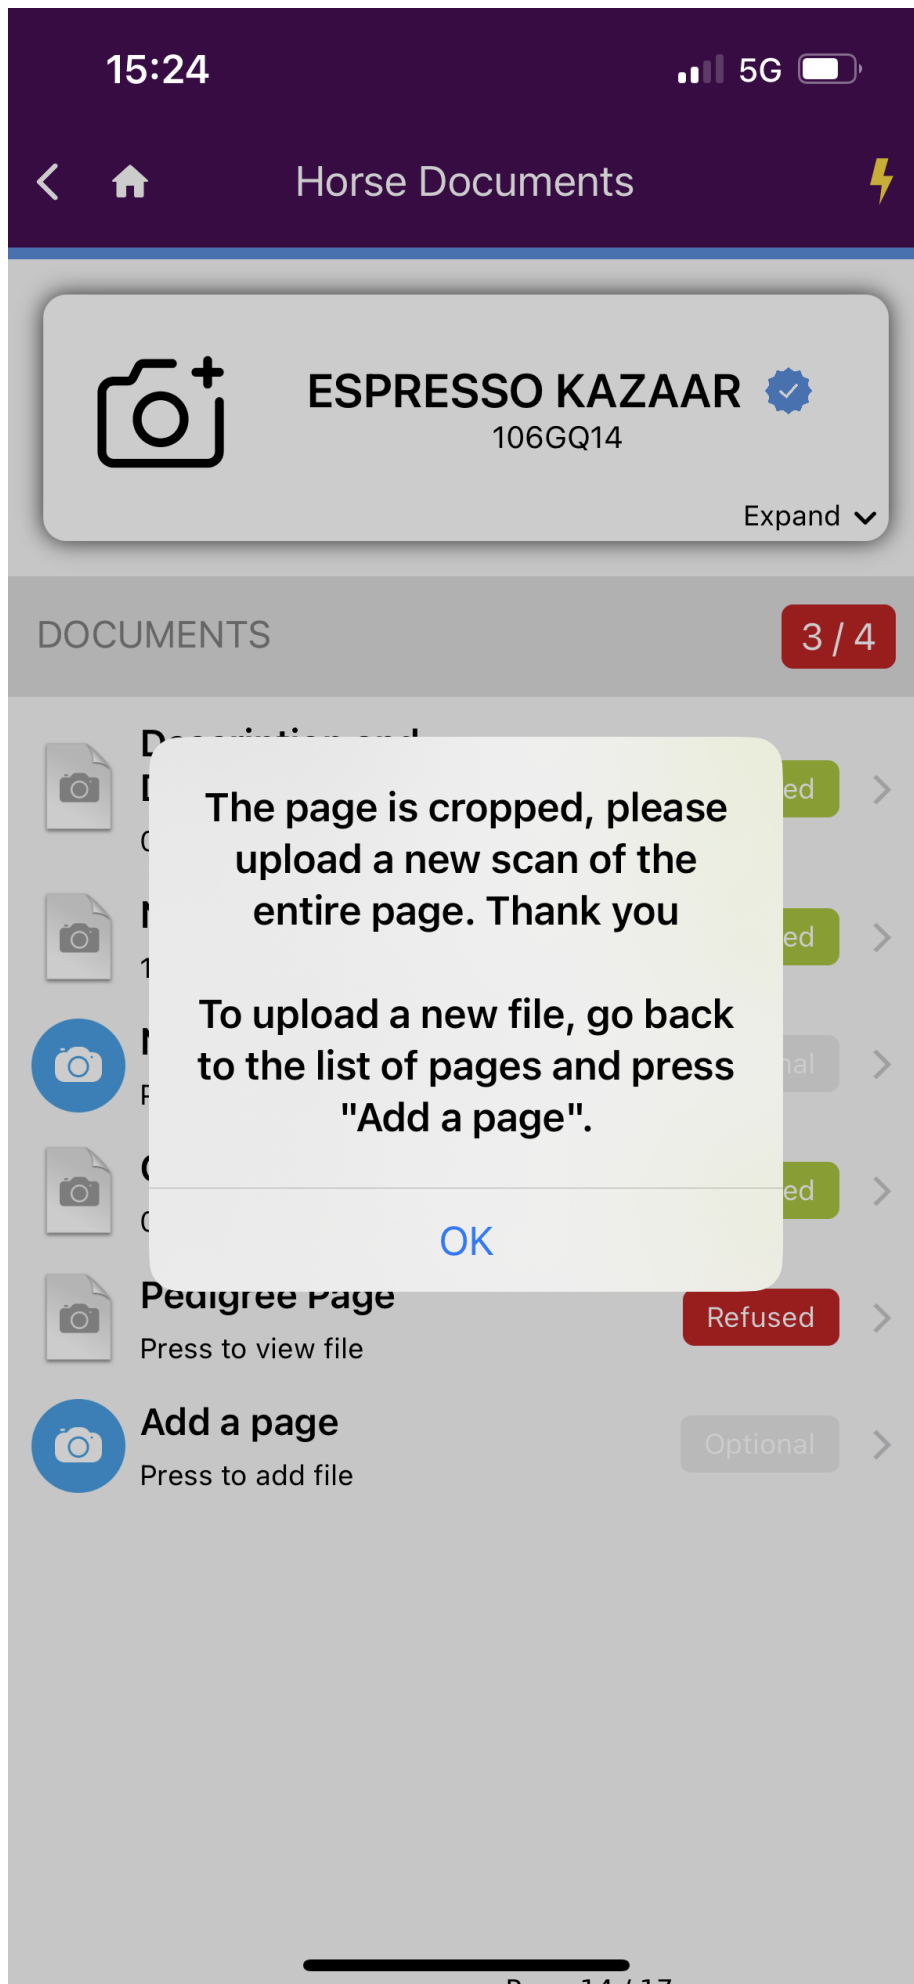 15:24
5G
Horse Documents
ESPRESSO KAZAAR
106GQ14
Expand
DOCUMENTS
3 / 4
The page is cropped, please
upload a new scan of the
entire page. Thank you
To upload a new file, go back
to the list of pages and press
"Add a page".
OK
Pedigree Page
Refused
Press to view file
Add a page
Optional
Press to add file